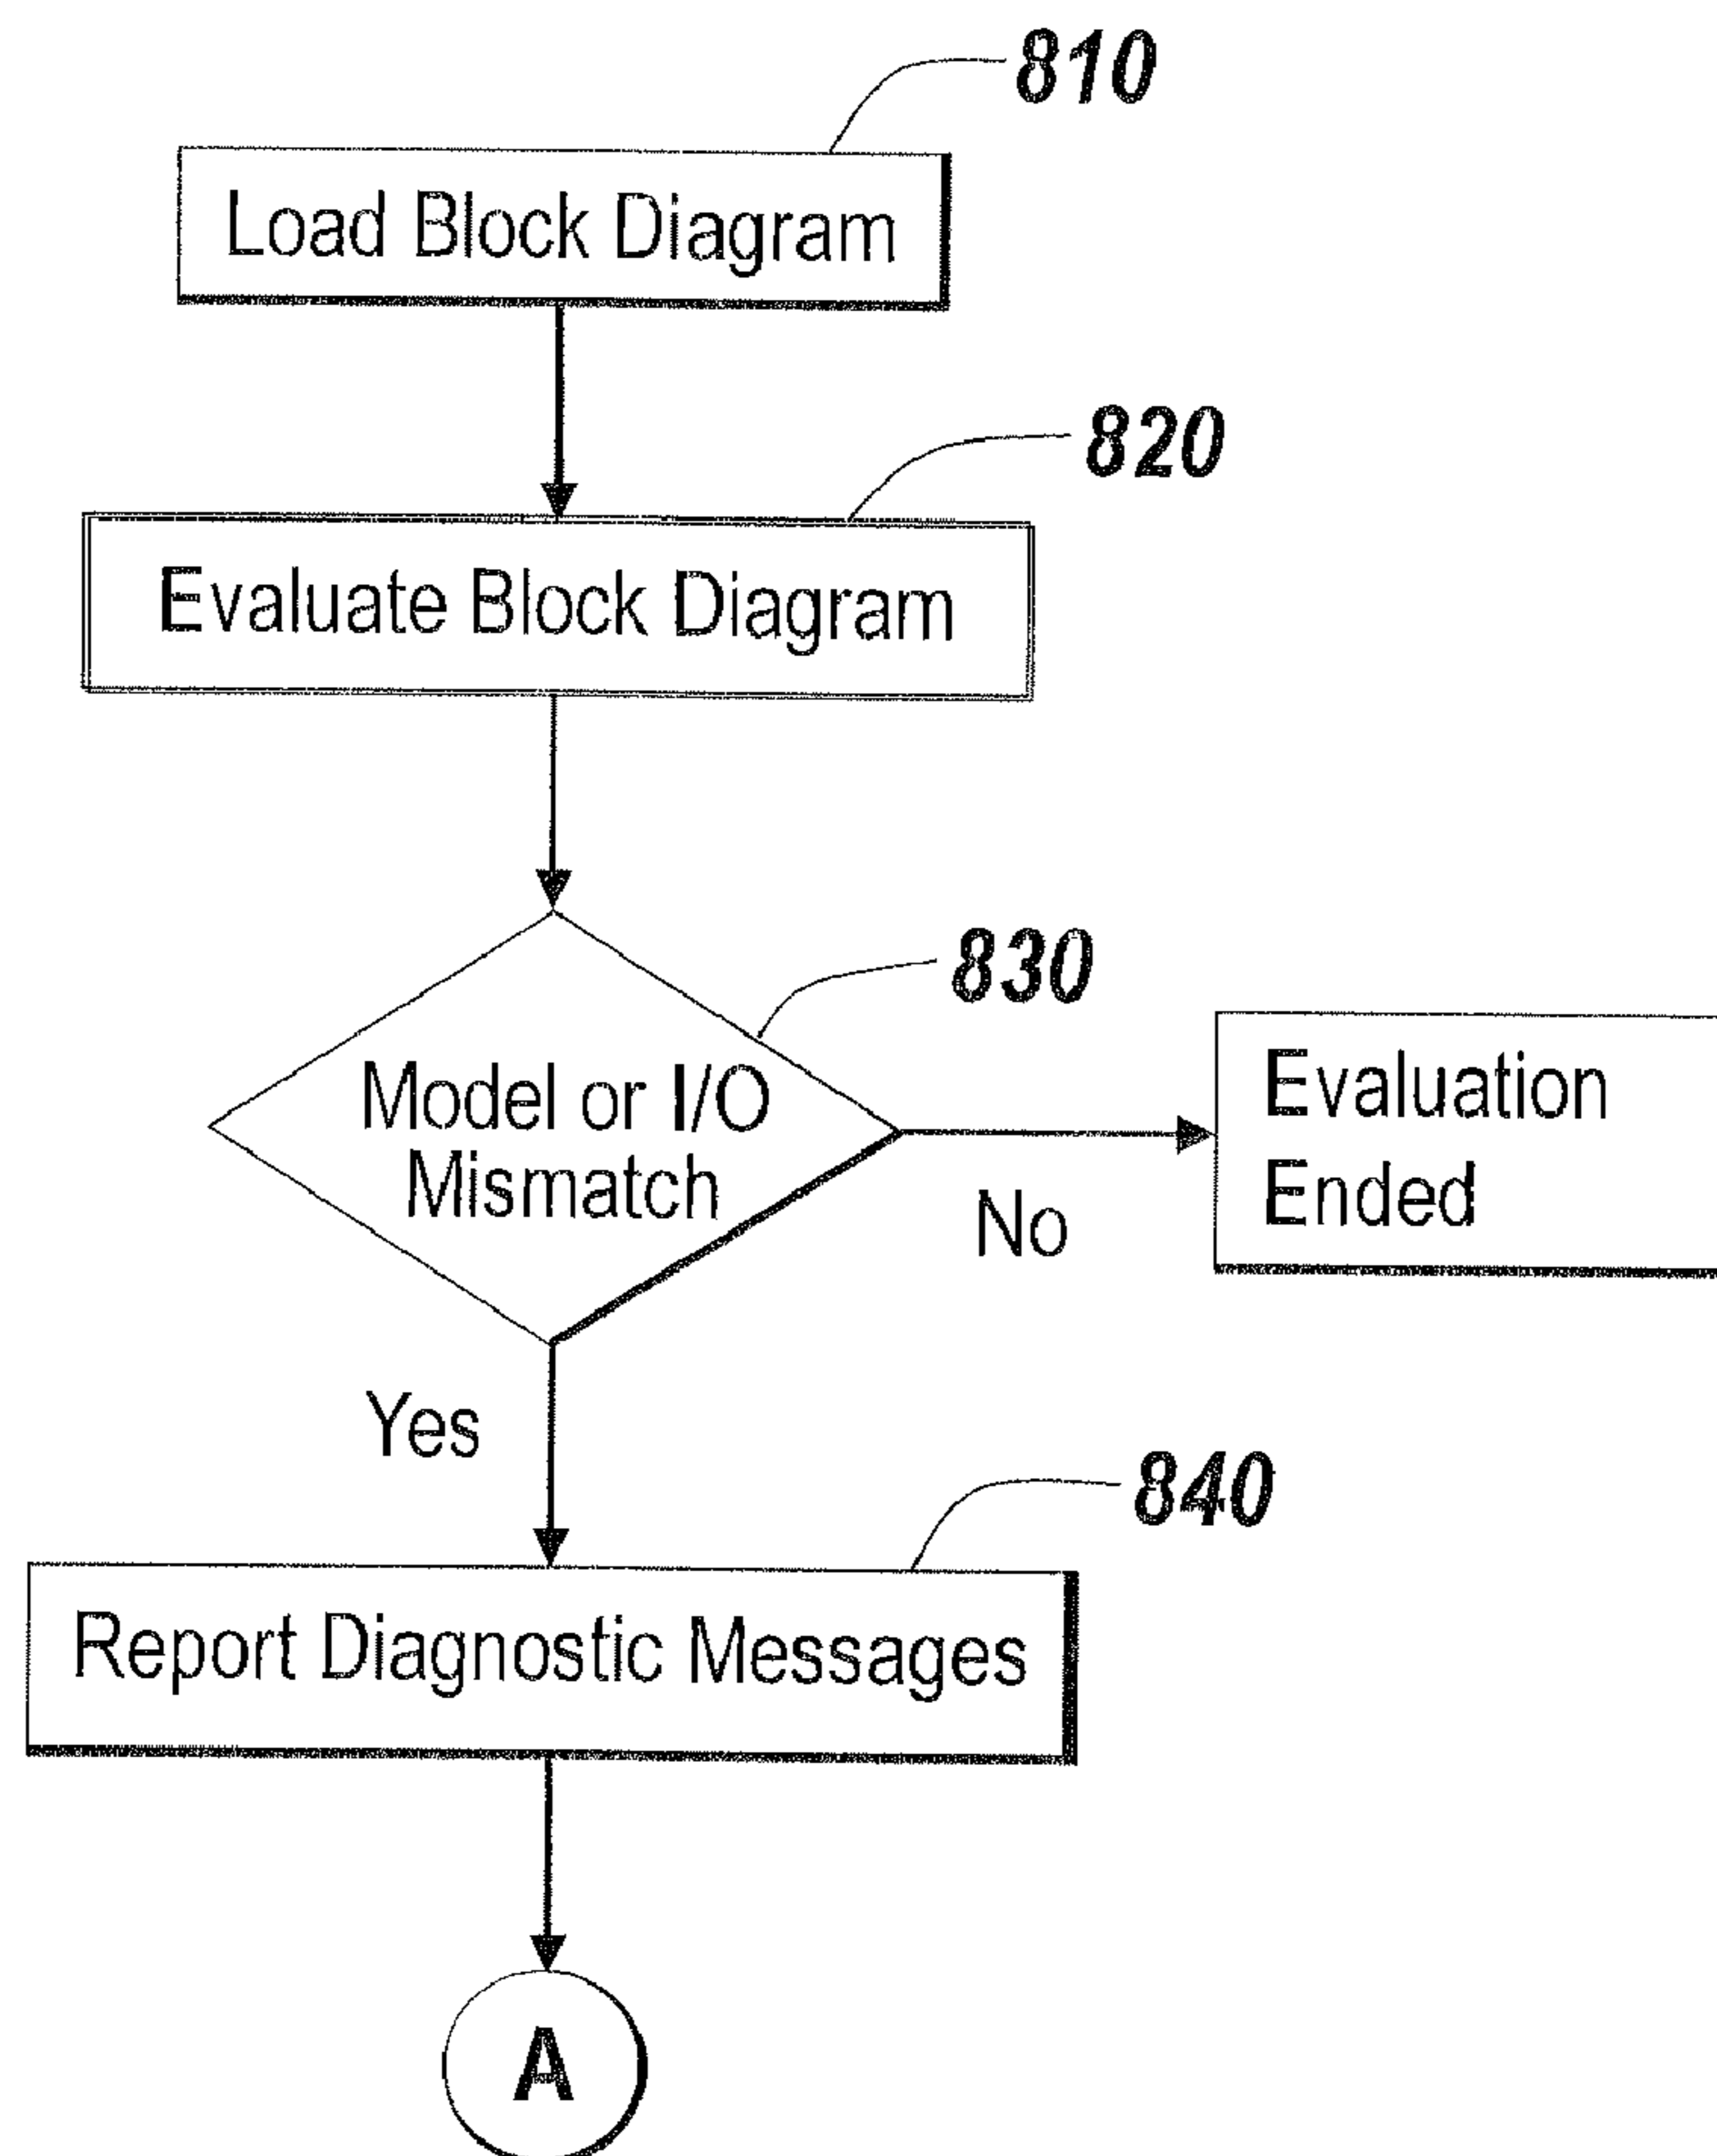 810
Load Block Diagram
820
Evaluate Block Diagram
830
Model or I/O
Mismatch
No
Evaluation
Ended
Yes
840
Report Diagnostic Messages
A